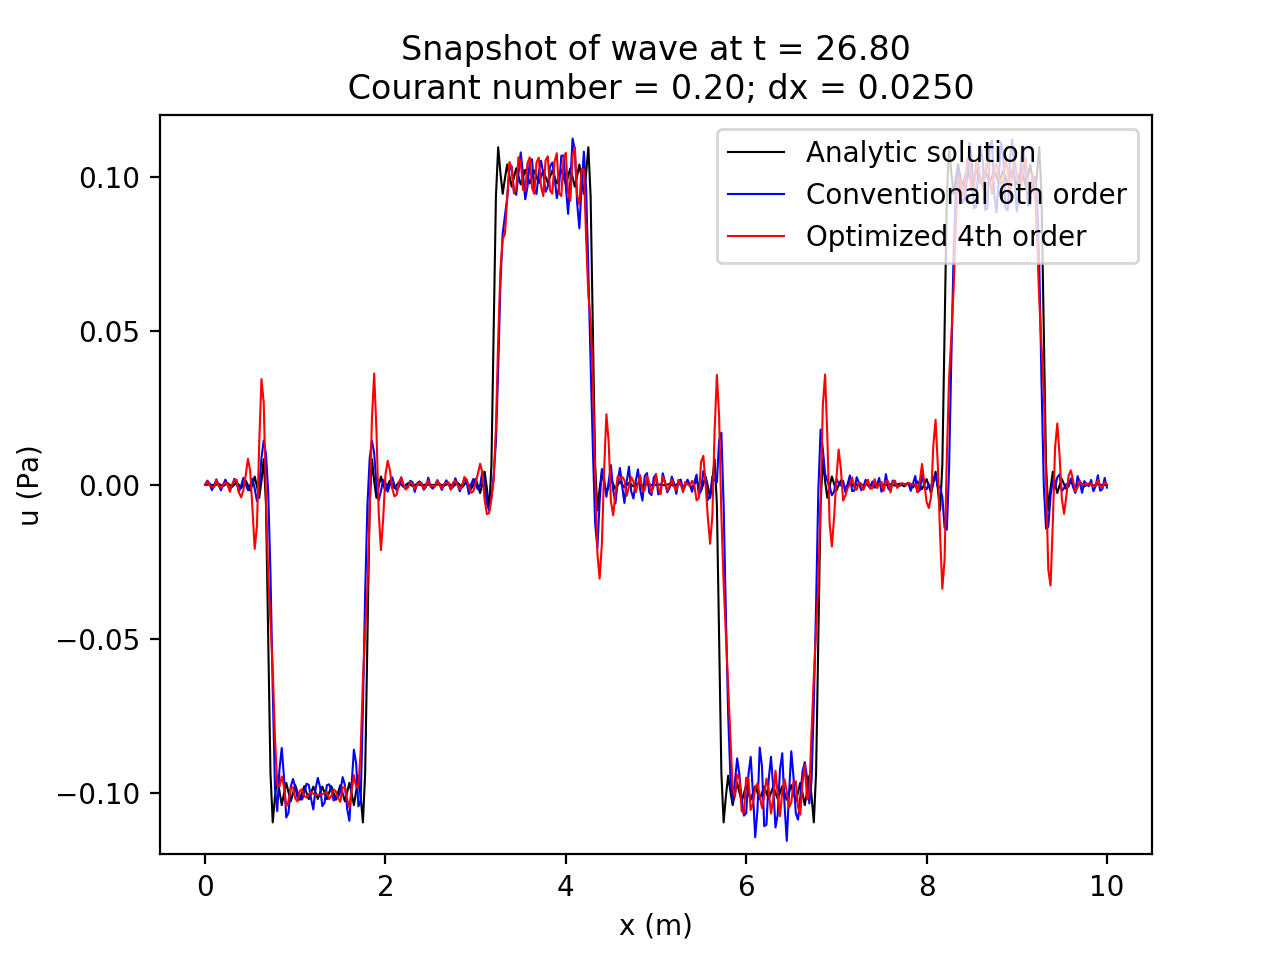 Snapshot of wave at t = 26.80
Courant number = 0.20; dx = 0.0250
Analytic solution
Conventional 6th order
Optimized 4th order
u (Pa)
0.10
0.05
0.00
−0.05
−0.10
0 2 4 6 8 10
x (m)